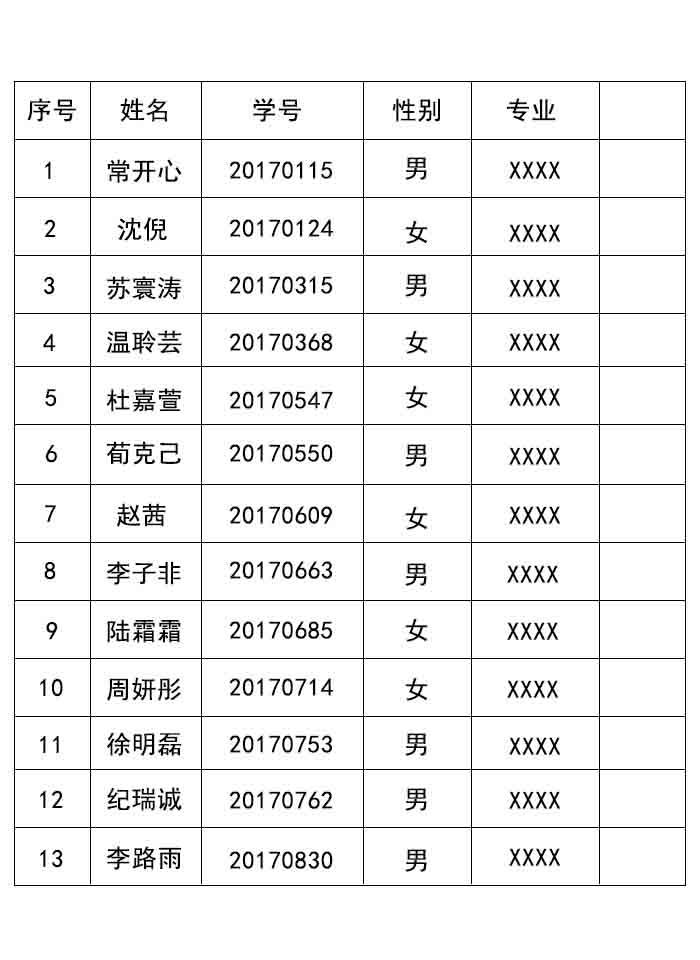 序号 姓名 学号 性别 专业
1 常开心 20170115 男 XXXX
2 沈倪 20170124 女 XXXX
3 苏寰涛 20170315 男 XXXX
4 温聆芸 20170368 女 XXXX
5 杜嘉萱 20170547 女 XXXX
6 荀克己 20170550 男 XXXX
7 赵茜 20170609 女 XXXX
8 李子非 20170663 男 XXXX
9 陆霜霜 20170685 女 XXXX
10 周妍彤 20170714 女 XXXX
11 徐明磊 20170753 男 XXXX
12 纪瑞诚 20170762 男 XXXX
13 李路雨 20170830 男 XXXX